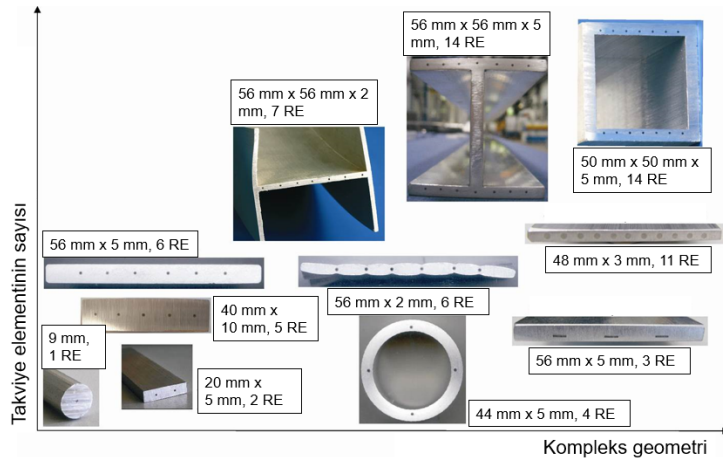 Takviye elementinin sayısı
56 mm x 56 mm x 5
mm, 14 RE
56 mm x 56 mm x 2
mm, 7 RE
50 mm x 50 mm x
5 mm, 14 RE
56 mm x 5 mm, 6 RE
48 mm x 3 mm, 11 RE
56 mm x 2 mm, 6 RE
40 mm x
10 mm, 5 RE
9 mm,
1 RE
20 mm x
5 mm, 2 RE
56 mm x 5 mm, 3 RE
44 mm x 5 mm, 4 RE
Kompleks geometri